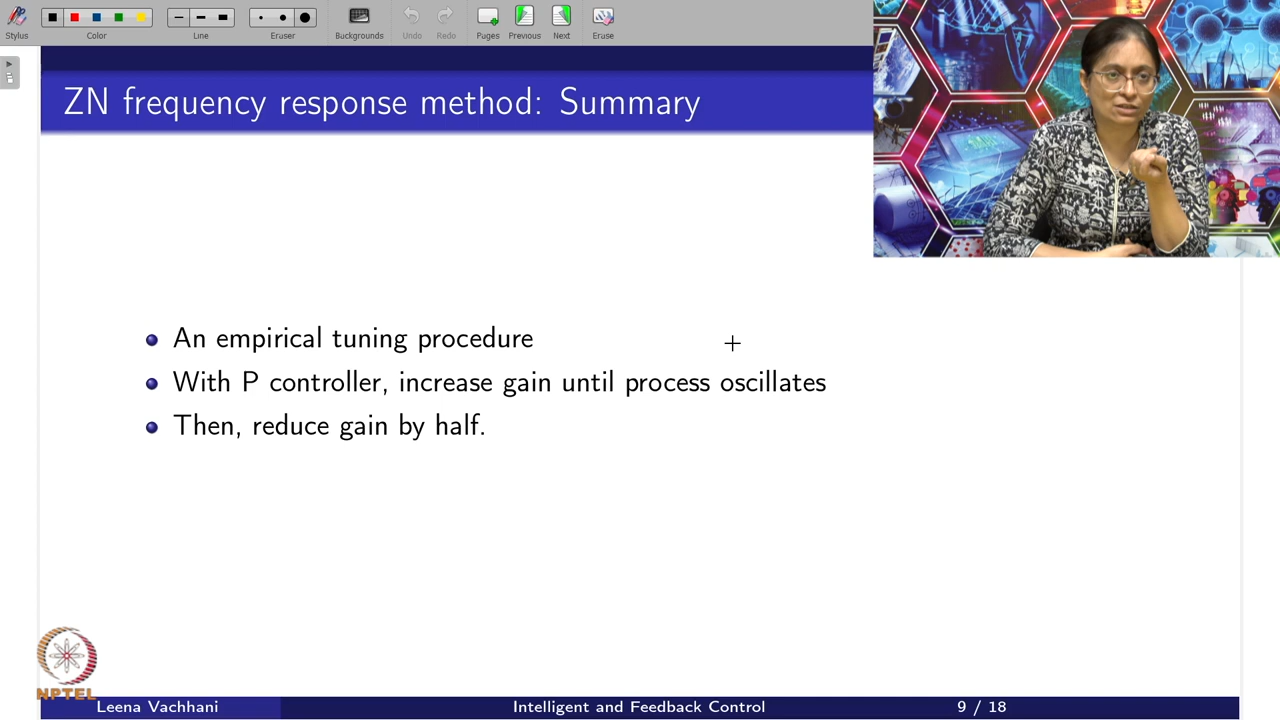 Stylus
Color
Line
Eraser
Backgrounds
Undo
Redo
Pages
Previous
Next
Erase
ZN frequency response method: Summary
An empirical tuning procedure
With P controller, increase gain until process oscillates
Then, reduce gain by half.
NPTEL
Leena Vachhani
Intelligent and Feedback Control
9 / 18